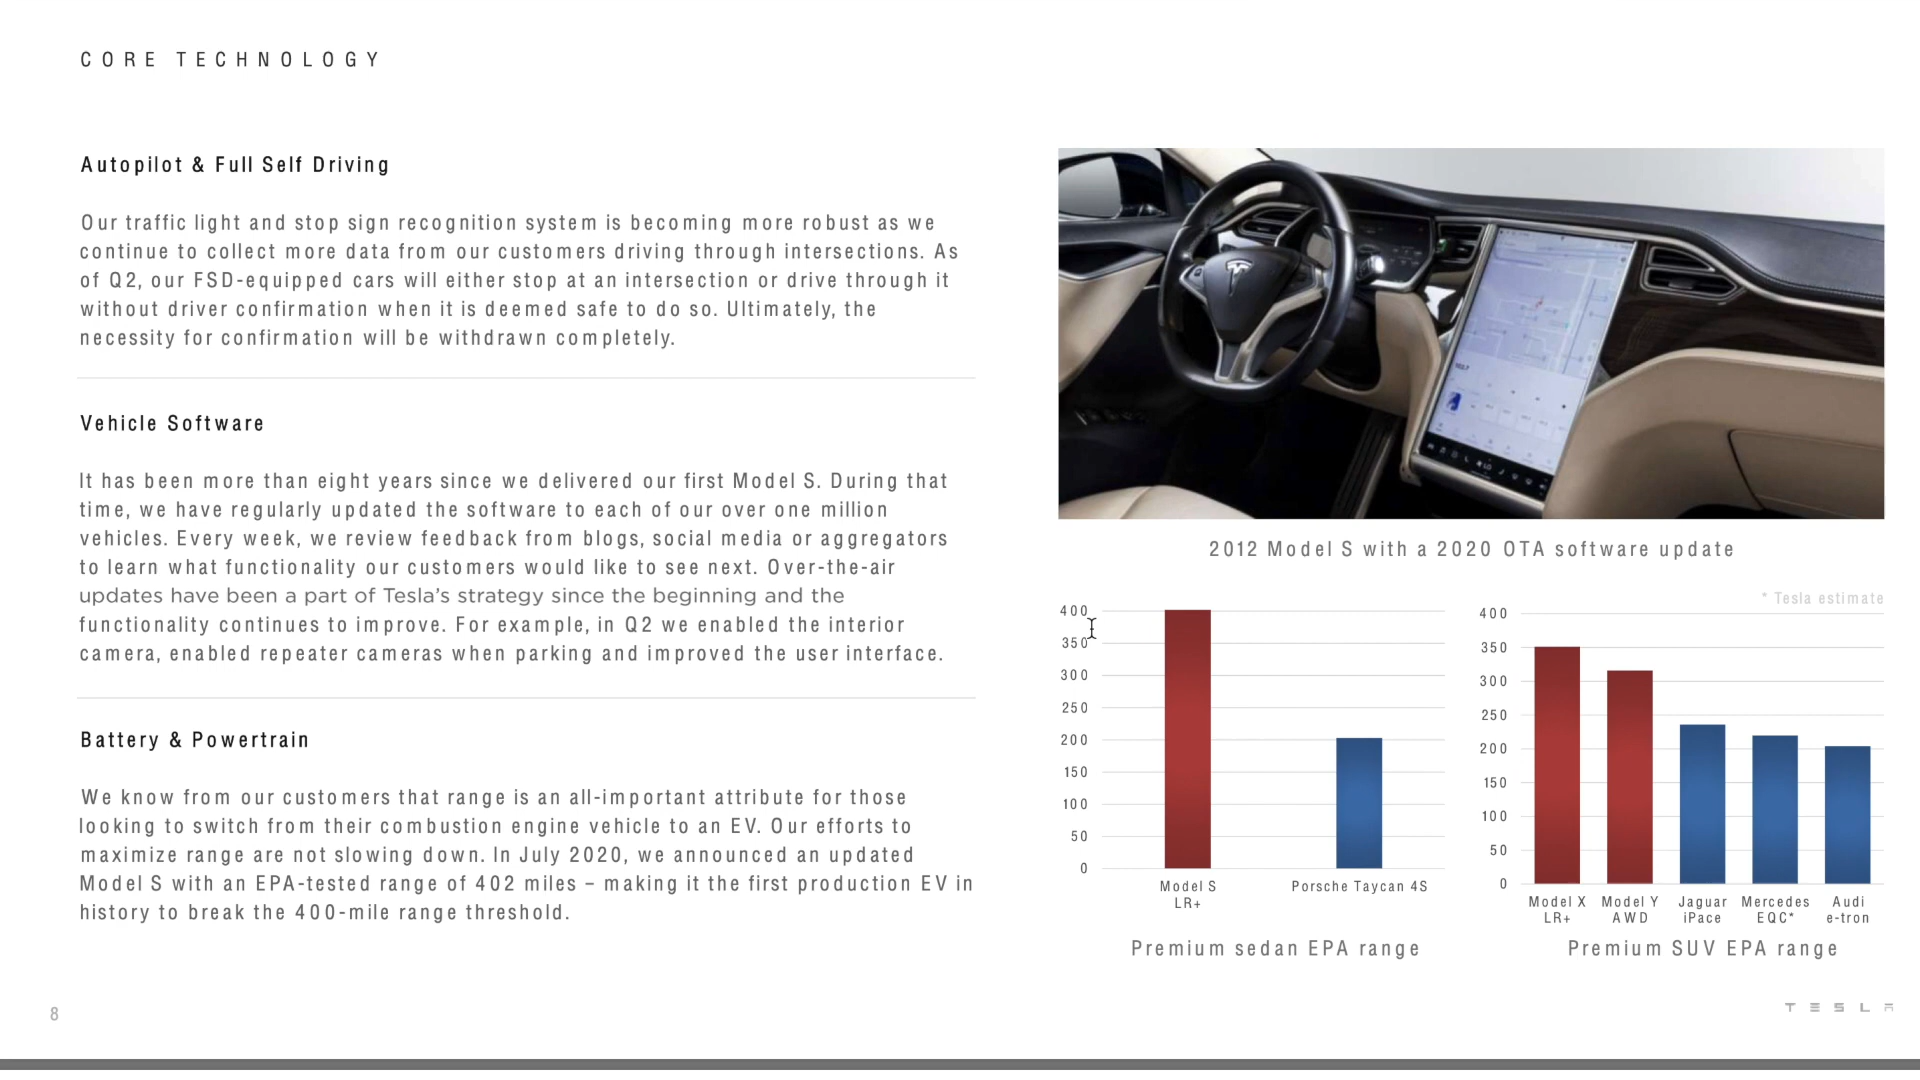 CORE TECHNOLOGY
Autopilot & Full Self Driving
Our traffic light and stop sign recognition system is becoming more robust as we
continue to collect more data from our customers driving through intersections. As
of Q2, our FSD-equipped cars will either stop at an intersection or drive through it
without driver confirmation when it is deemed safe to do so. Ultimately, the
necessity for confirmation will be withdrawn completely.
Vehicle Software
It has been more than eight years since we delivered our first Model S. During that
time, we have regularly updated the software to each of our over one million
vehicles. Every week, we review feedback from blogs, social media or aggregators
to learn what functionality our customers would like to see next. Over-the-air
updates have been a part of Tesla's strategy since the beginning and the
functionality continues to improve. For example, in Q2 we enabled the interior
camera, enabled repeater cameras when parking and improved the user interface.
Battery & Powertrain
We know from our customers that range is an all-important attribute for those
looking to switch from their combustion engine vehicle to an EV. Our efforts to
maximize range are not slowing down. In July 2020, we announced an updated
Model S with an EPA-tested range of 402 miles – making it the first production EV in
history to break the 400-mile range threshold.
2012 Model S with a 2020 OTA software update
400
350
300
250
200
150
100
50
0
Model S
LR+
Porsche Taycan 4S
Premium sedan EPA range
* Tesla estimate
400
350
300
250
200
150
100
50
0
Model X
LR+
Model Y
AWD
Jaguar
iPace
Mercedes
EQC*
Audi
e-tron
Premium SUV EPA range
8
TESLA